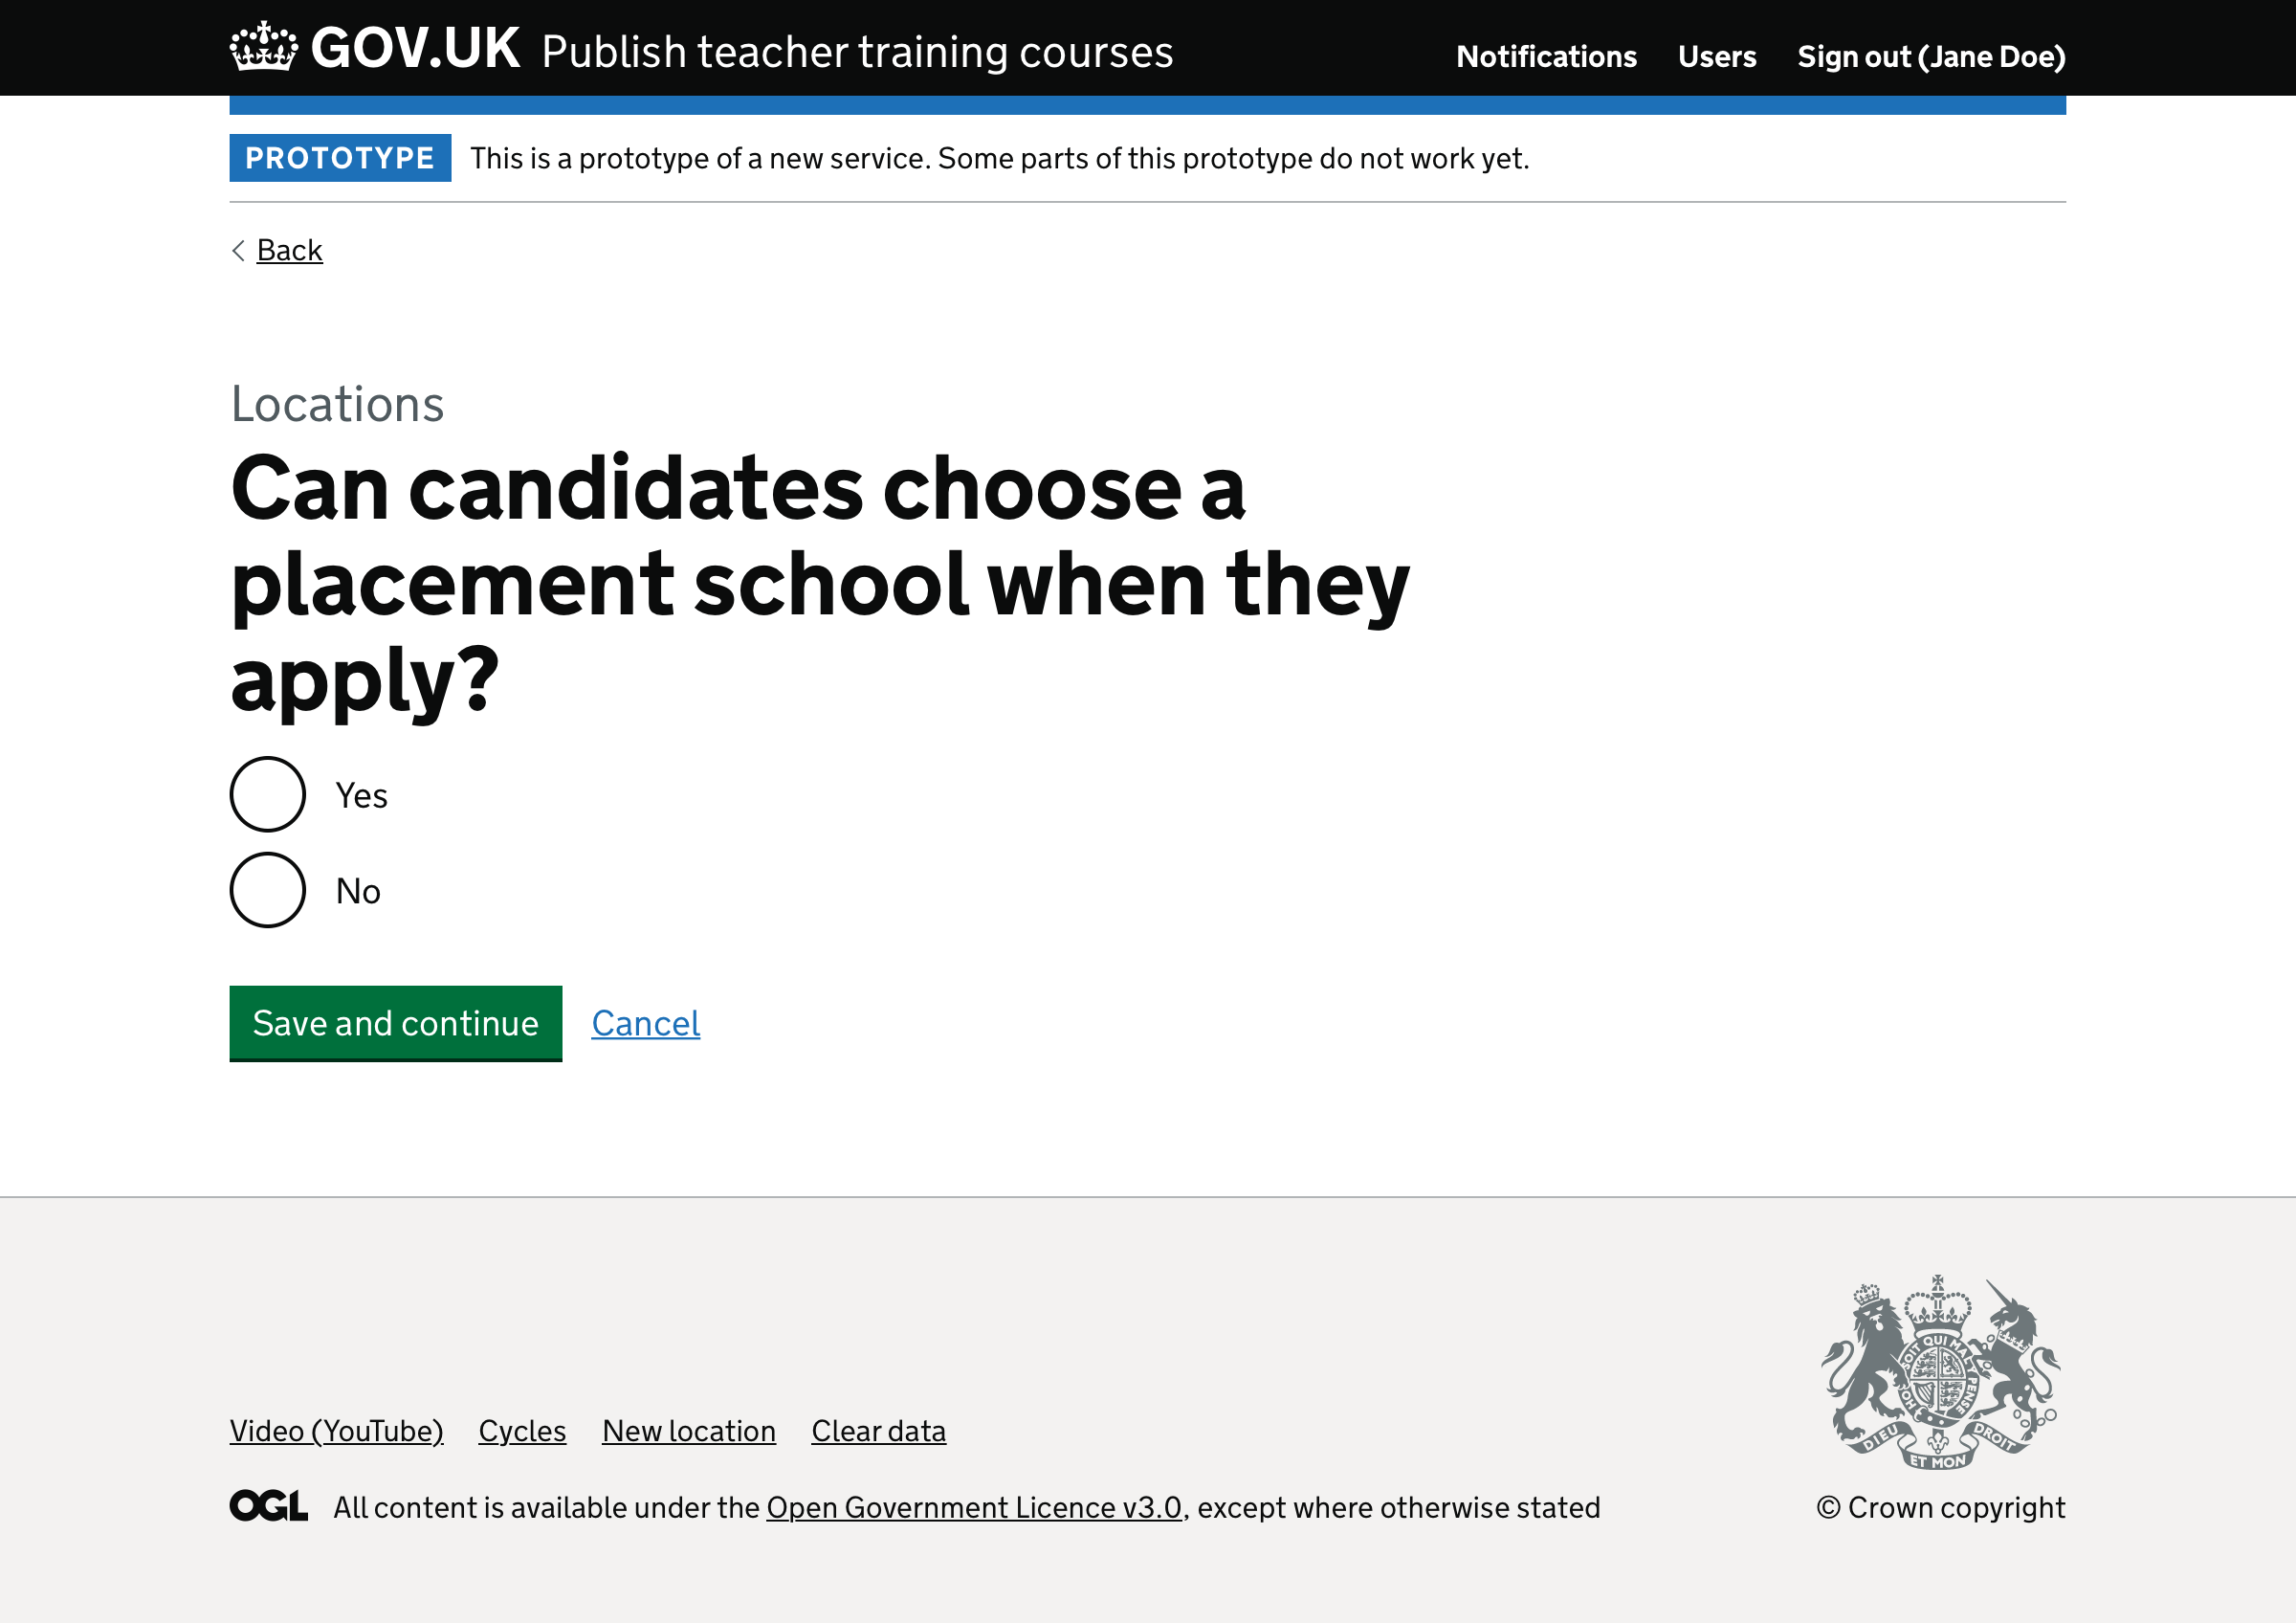 GOV.UK Publish teacher training courses Notifications Users Sign out (Jane Doe)
PROTOTYPE This is a prototype of a new service. Some parts of this prototype do not work yet.
Back
Locations
Can candidates choose a
placement school when they
apply?
Yes
No
Save and continue Cancel
HONI SOIT QUI MAL Y PENSE
DIEU ET MON DROIT
Video (YouTube) Cycles New location Clear data
OGL All content is available under the Open Government Licence v3.0, except where otherwise stated
© Crown copyright